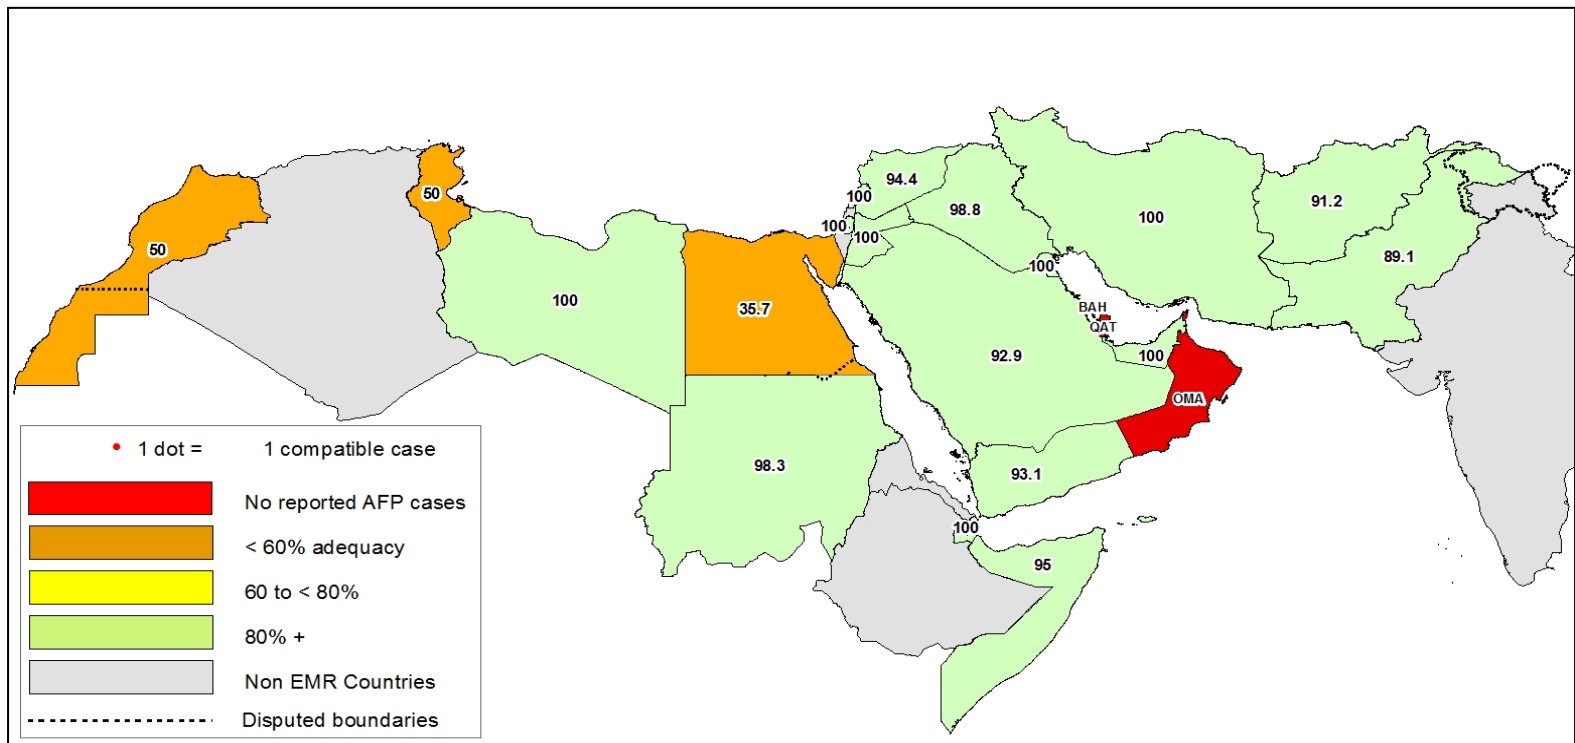 94.4
50
100
91.2
98.8
100
50
100
100
89.1
100
100
35.7
BAH
QAT
92.9
100
OMA
1 dot = 1 compatible case
98.3
93.1
No reported AFP cases
100
< 60% adequacy
95
60 to < 80%
80% +
Non EMR Countries
Disputed boundaries